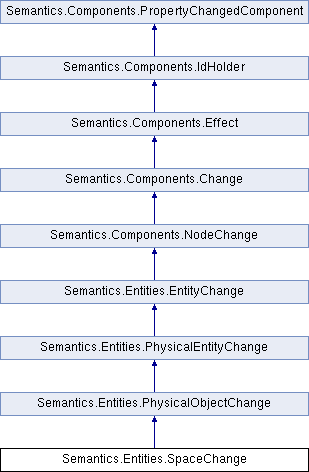 Semantics.Components.PropertyChangedComponent
Semantics.Components.IdHolder
Semantics.Components.Effect
Semantics.Components.Change
Semantics.Components.NodeChange
Semantics.Entities.EntityChange
Semantics.Entities.PhysicalEntityChange
Semantics.Entities.PhysicalObjectChange
Semantics.Entities.SpaceChange